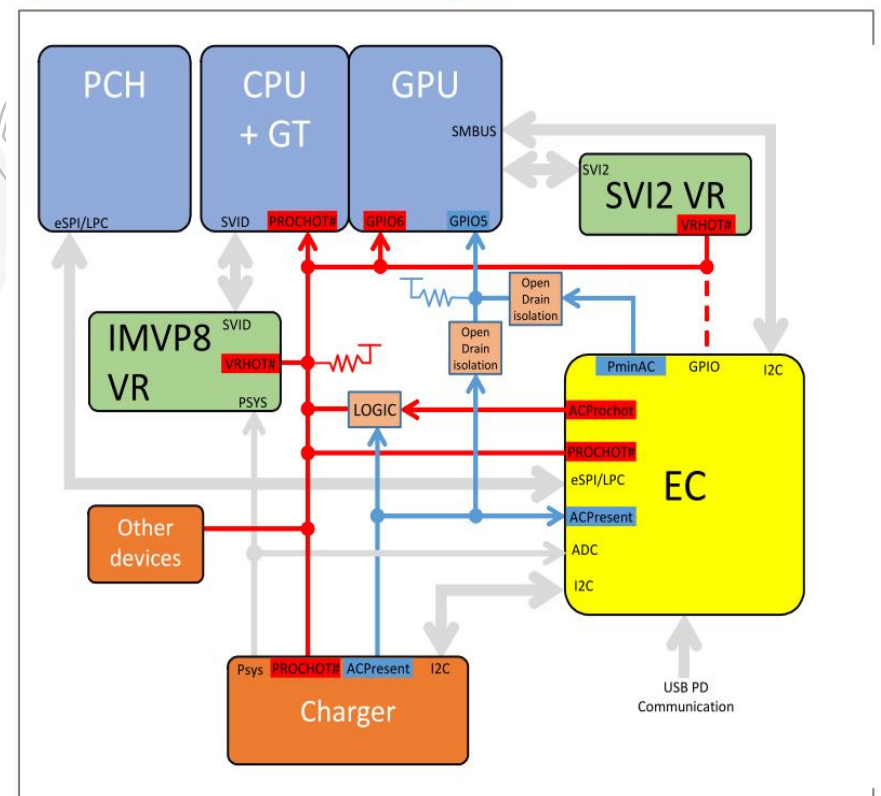 PCH
CPU
+ GT
GPU
SMBUS
eSPI/LPC
SVID
PROCHOT#
GPIO6
GPIO5
SVI2
SVI2 VR
VRHOT#
SVID
IMVP8
VR
VRHOT#
PSYS
Open
Drain
isolation
Open
Drain
isolation
LOGIC
PminAC
GPIO
I2C
ACProchot
PROCHOT#
eSPI/LPC
EC
ACPresent
ADC
I2C
Other
devices
Psys
PROCHOT#
ACPresent
I2C
Charger
USB PD
Communication